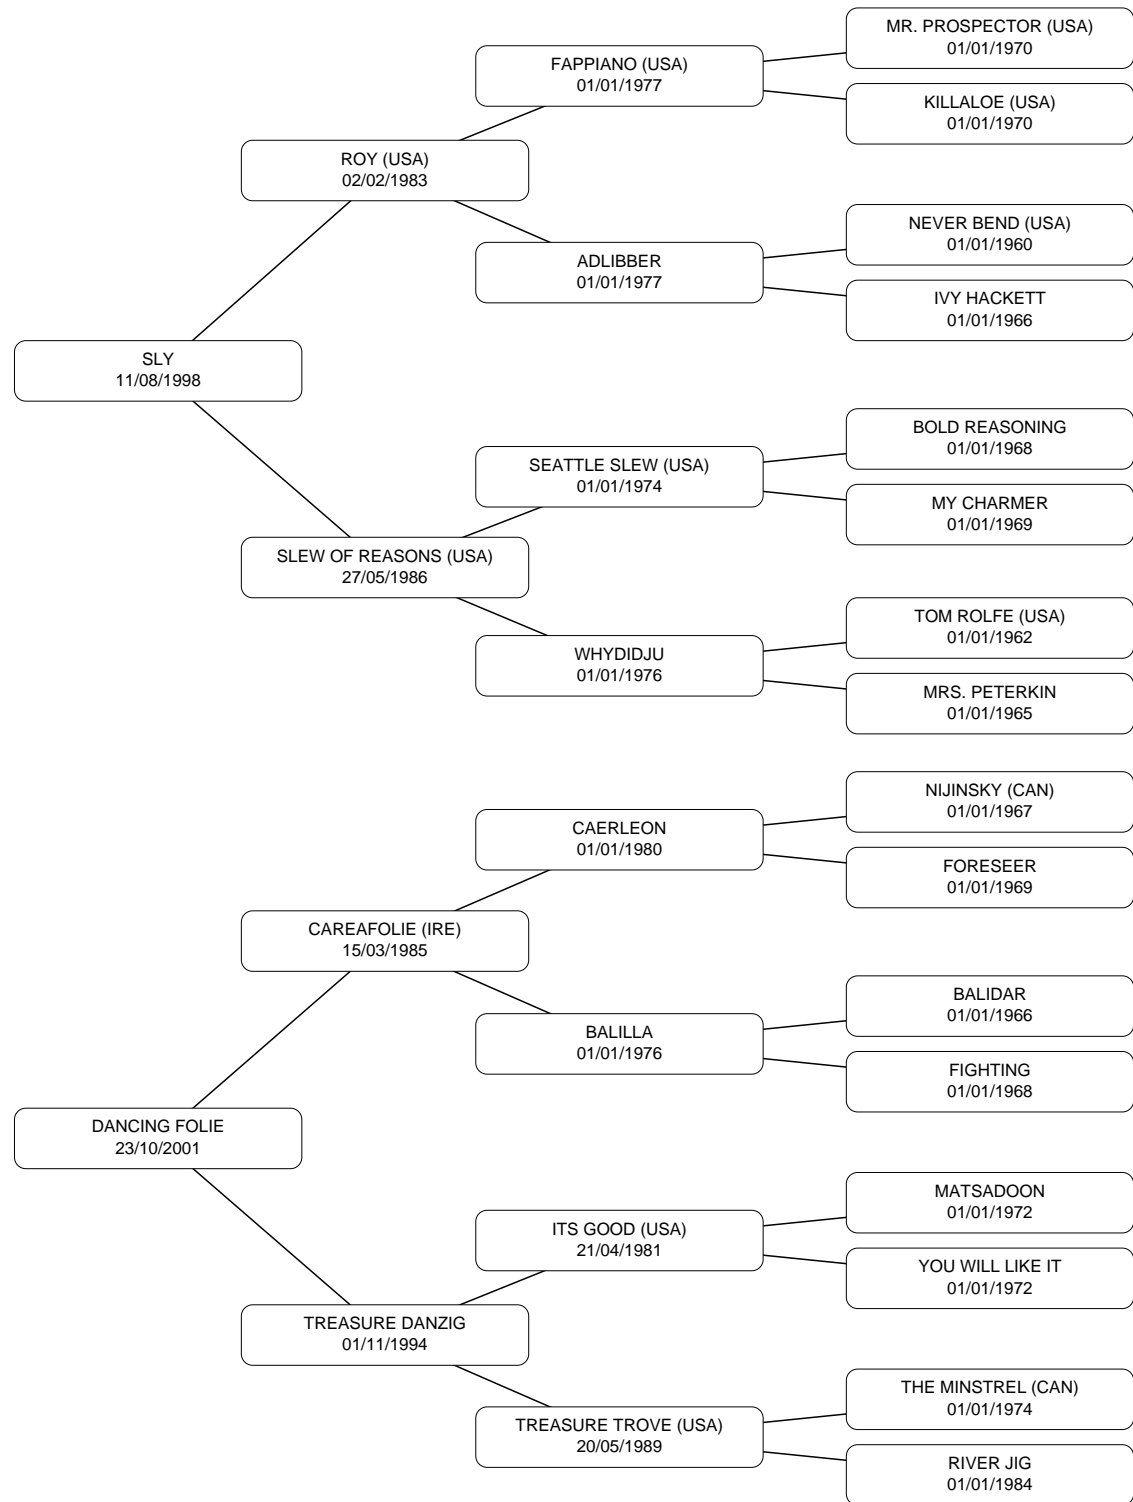 MR. PROSPECTOR (USA)
01/01/1970
FAPPIANO (USA)
01/01/1977
KILLALOE (USA)
01/01/1970
ROY (USA)
02/02/1983
NEVER BEND (USA)
01/01/1960
ADLIBBER
01/01/1977
IVY HACKETT
01/01/1966
SLY
11/08/1998
BOLD REASONING
01/01/1968
SEATTLE SLEW (USA)
01/01/1974
MY CHARMER
01/01/1969
SLEW OF REASONS (USA)
27/05/1986
TOM ROLFE (USA)
01/01/1962
WHYDIDJU
01/01/1976
MRS. PETERKIN
01/01/1965
NIJINSKY (CAN)
01/01/1967
CAERLEON
01/01/1980
FORESEER
01/01/1969
CAREAFOLIE (IRE)
15/03/1985
BALIDAR
01/01/1966
BALILLA
01/01/1976
FIGHTING
01/01/1968
DANCING FOLIE
23/10/2001
MATSADOON
01/01/1972
ITS GOOD (USA)
21/04/1981
YOU WILL LIKE IT
01/01/1972
TREASURE DANZIG
01/11/1994
THE MINSTREL (CAN)
01/01/1974
TREASURE TROVE (USA)
20/05/1989
RIVER JIG
01/01/1984